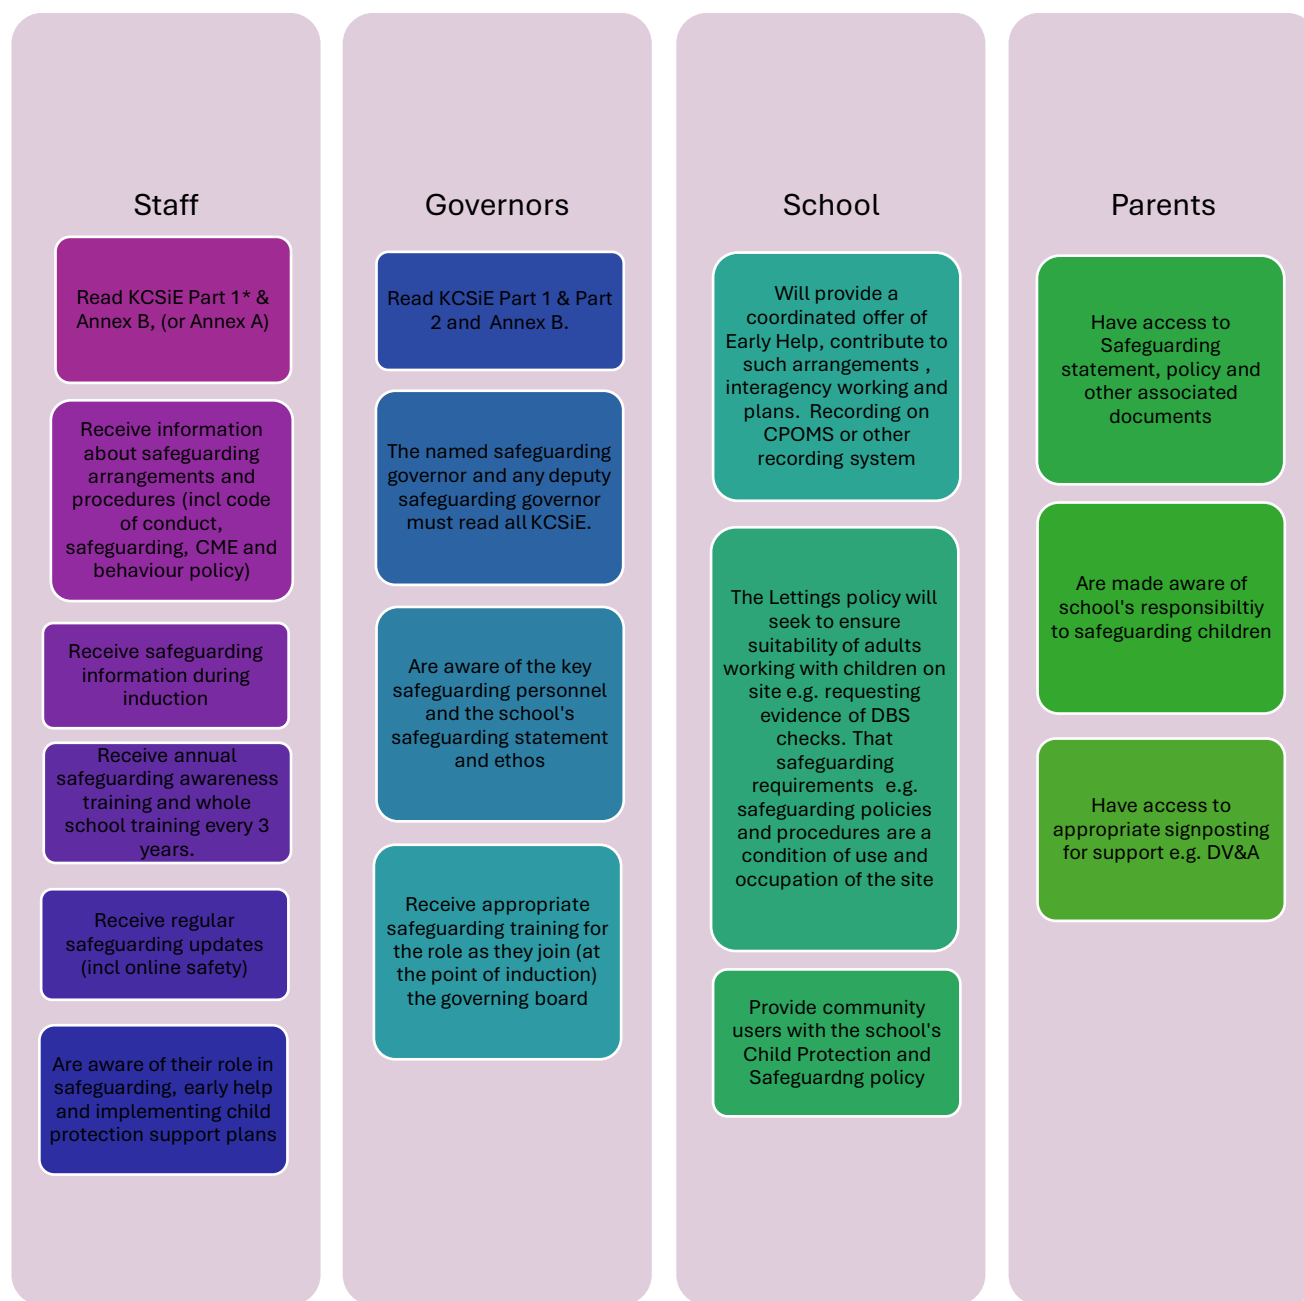 Staff
Read KCSiE Part 1* &
Annex B, (or Annex A)
Receive information
about safeguarding
arrangements and
procedures (incl code
of conduct,
safeguarding, CME and
behaviour policy)
Receive safeguarding
information during
induction
Receive annual
safeguarding awareness
training and whole
school training every 3
years.
Receive regular
safeguarding updates
(incl online safety)
Are aware of their role in
safeguarding, early help
and implementing child
protection support plans
Governors
Read KCSiE Part 1 & Part
2 and Annex B.
The named safeguarding
governor and any deputy
safeguarding governor
must read all KCSiE.
Are aware of the key
safeguarding personnel
and the school's
safeguarding statement
and ethos
Receive appropriate
safeguarding training for
the role as they join (at
the point of induction)
the governing board
School
Will provide a
coordinated offer of
Early Help, contribute to
such arrangements ,
interagency working and
plans. Recording on
CPOMS or other
recording system
The Lettings policy will
seek to ensure
suitability of adults
working with children on
site e.g. requesting
evidence of DBS
checks. That
safeguarding
requirements e.g.
safeguarding policies
and procedures are a
condition of use and
occupation of the site
Provide community
users with the school's
Child Protection and
Safeguardng policy
Parents
Have access to
Safeguarding
statement, policy and
other associated
documents
Are made aware of
school's responsibiltiy
to safeguarding children
Have access to
appropriate signposting
for support e.g. DV&A